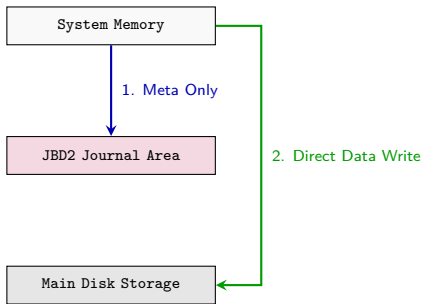 System Memory
1. Meta Only
JBD2 Journal Area
2. Direct Data Write
Main Disk Storage